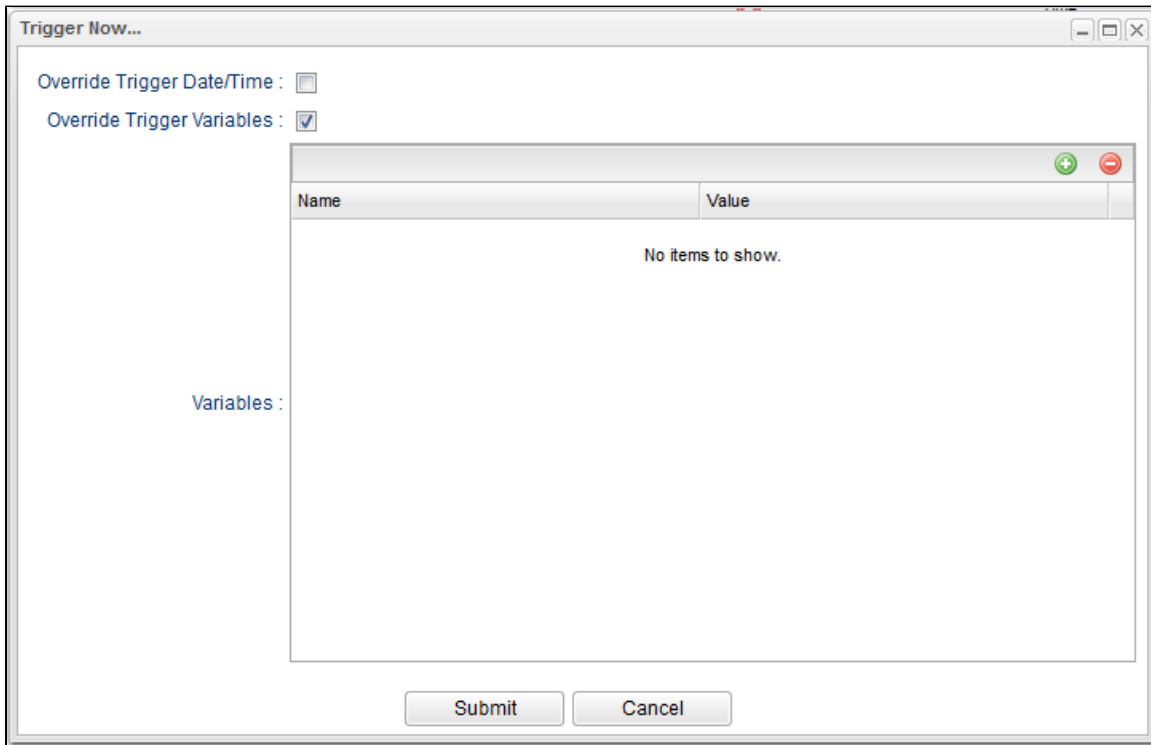 Trigger Now...
Override Trigger Date/Time :
Override Trigger Variables :
Name Value
No items to show.
Variables :
Submit Cancel